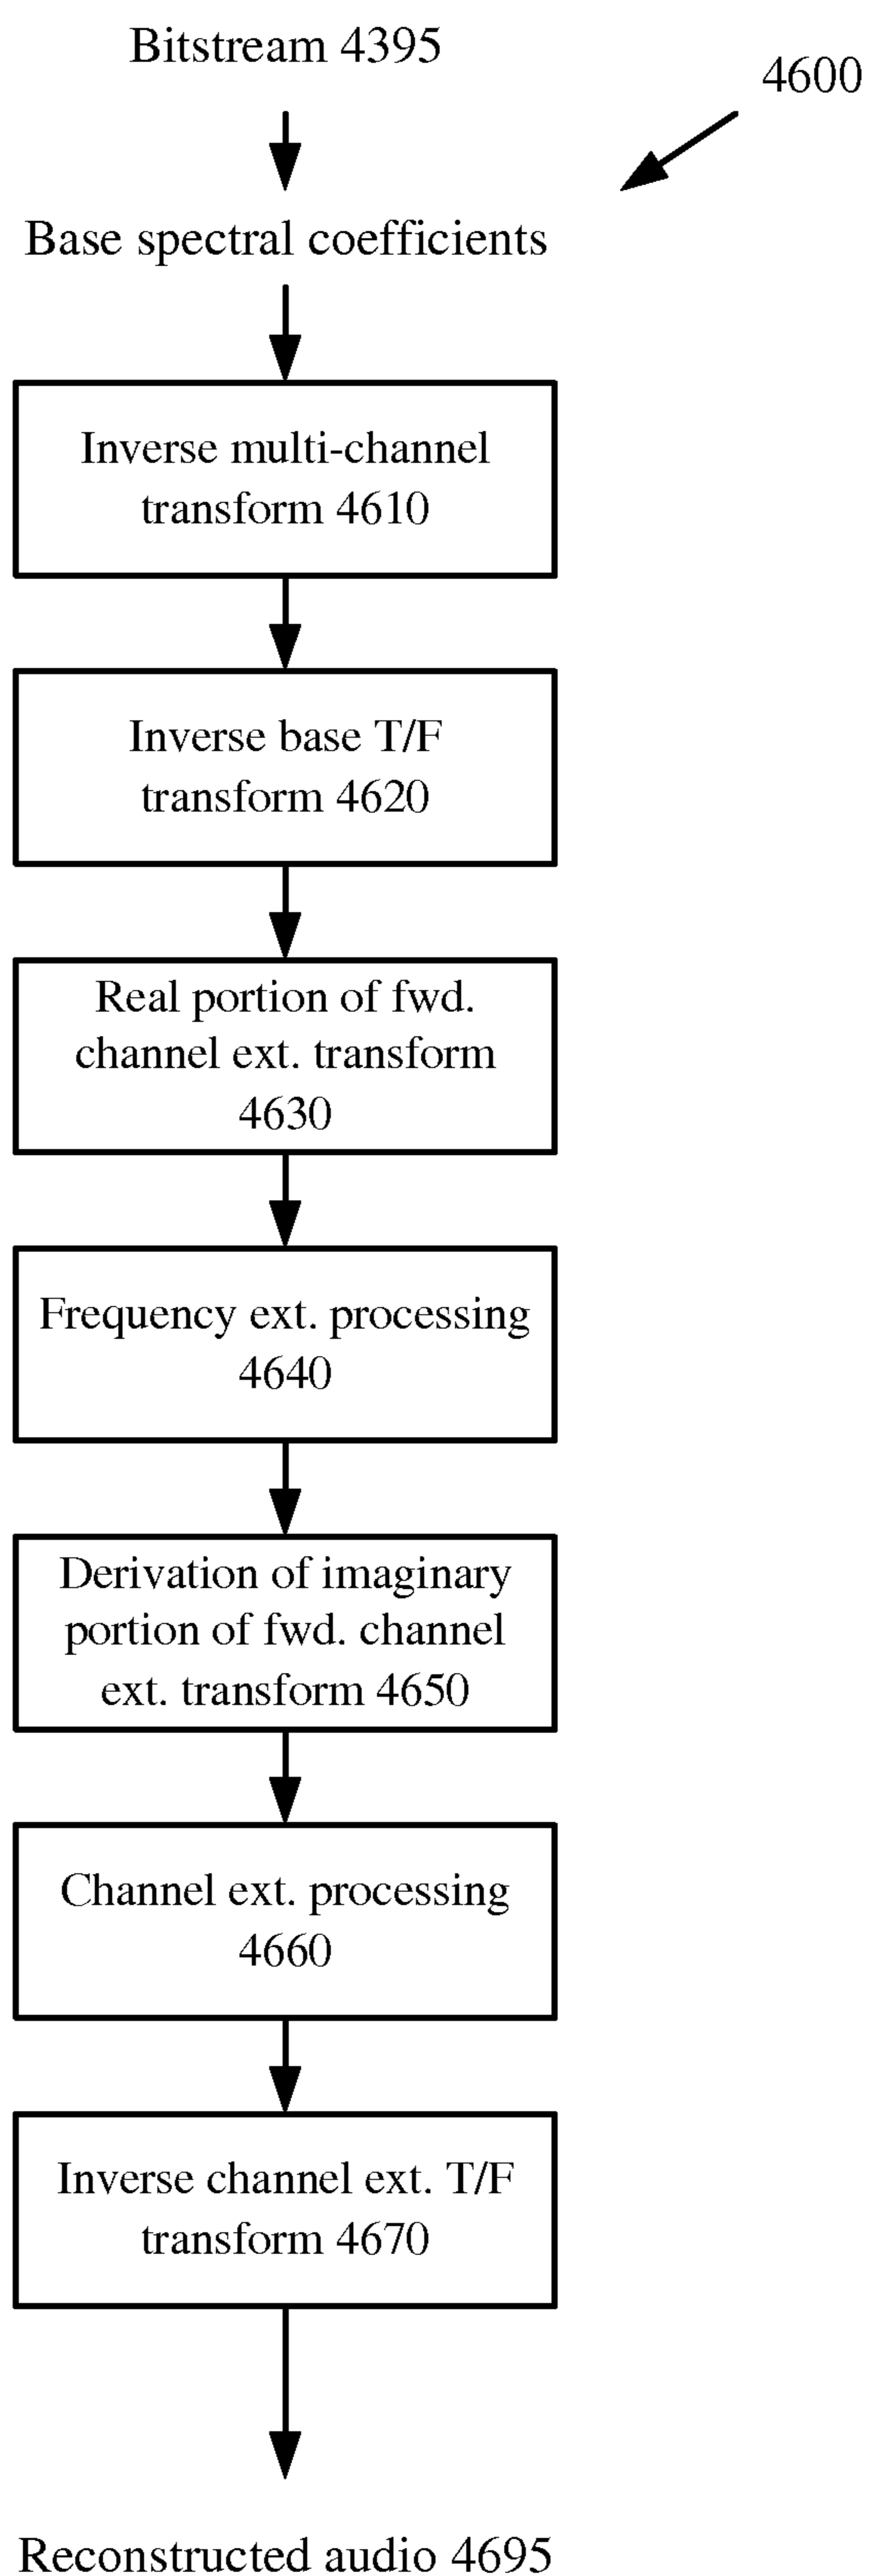 Bitstream 4395
4600
Base spectral coefficients
Inverse multi-channel
transform 4610
Inverse base T/F
transform 4620
Real portion of fwd.
channel ext. transform
4630
Frequency ext. processing
4640
Derivation of imaginary
portion of fwd. channel
ext. transform 4650
Channel ext. processing
4660
Inverse channel ext. T/F
transform 4670
Reconstructed audio 4695